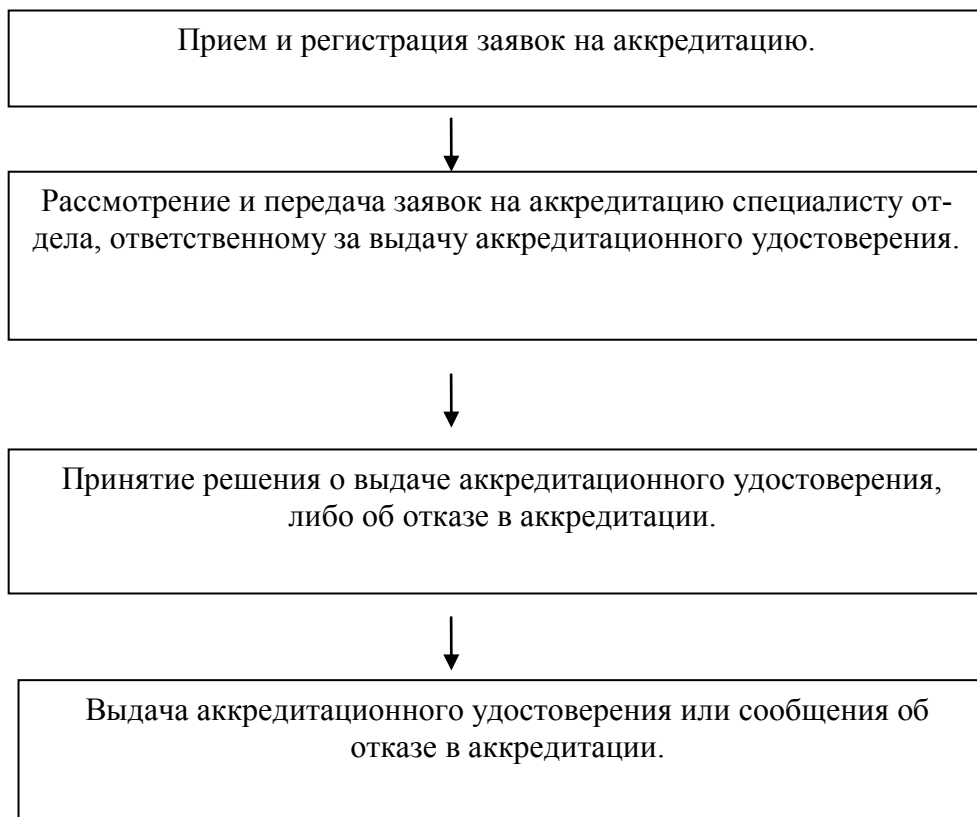 Прием и регистрация заявок на аккредитацию.
Рассмотрение и передача заявок на аккредитацию специалисту от-
дела, ответственному за выдачу аккредитационного удостоверения.
Принятие решения о выдаче аккредитационного удостоверения,
либо об отказе в аккредитации.
Выдача аккредитационного удостоверения или сообщения об
отказе в аккредитации.